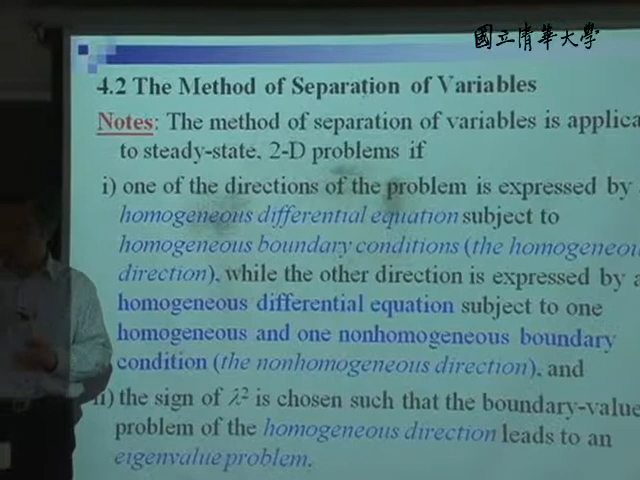 國立清華大學
4.2 The Method of Separation of Variables
Notes: The method of separation of variables is applica
to steady-state, 2-D problems if
i) one of the directions of the problem is expressed by
homogeneous differential equation subject to
homogeneous boundary conditions (the homogeneou
direction), while the other direction is expressed by a
homogeneous differential equation subject to one
homogeneous and one nonhomogeneous boundary
condition (the nonhomogeneous direction), and
ii) the sign of λ² is chosen such that the boundary-value
problem of the homogeneous direction leads to an
eigenvalue problem.